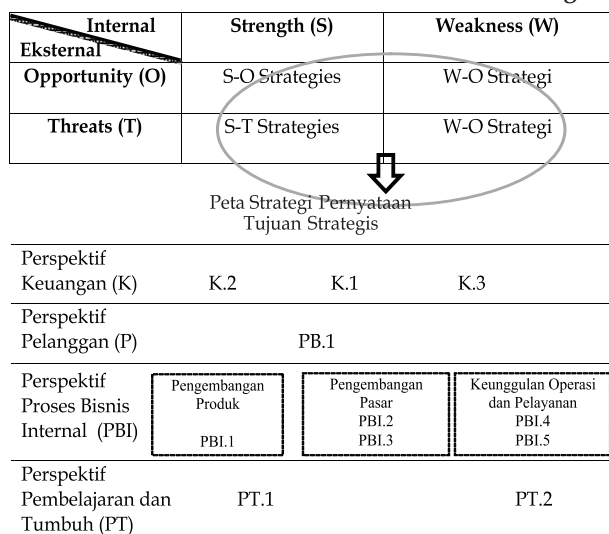 Internal Strength (S) Weakness (W)
Eksternal
Opportunity (O) S-O Strategies W-O Strategi
Threats (T) S-T Strategies W-O Strategi
Peta Strategi Pernyataan
Tujuan Strategis
Perspektif
Keuangan (K) K.2 K.1 K.3
Perspektif
Pelanggan (P) PB.1
Perspektif
Proses Bisnis
Internal (PBI)
Pengembangan
Produk
PBI.1
Pengembangan
Pasar
PBI.2
PBI.3
Keunggulan Operasi
dan Pelayanan
PBI.4
PBI.5
Perspektif
Pembelajaran dan PT.1 PT.2
Tumbuh (PT)